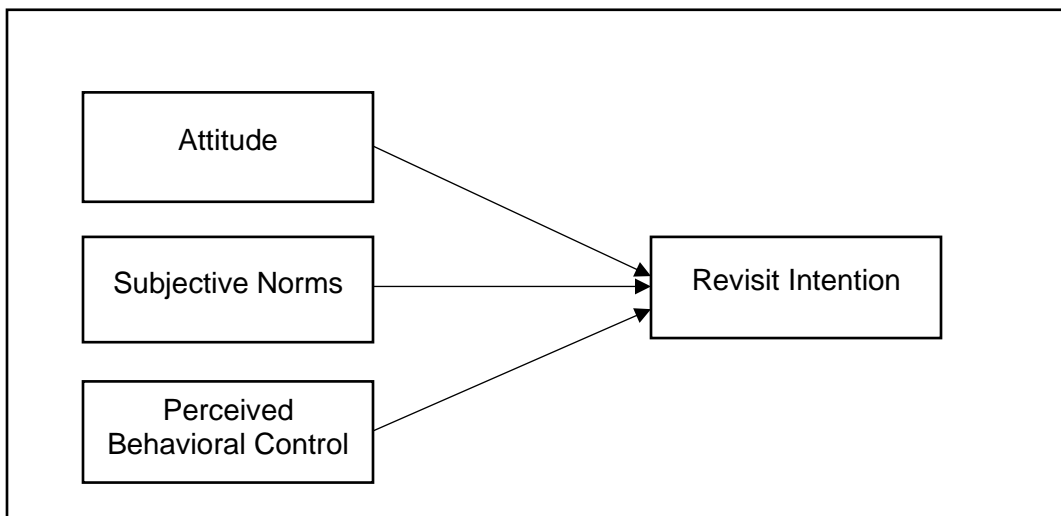 Attitude
Subjective Norms
Revisit Intention
Perceived
Behavioral Control